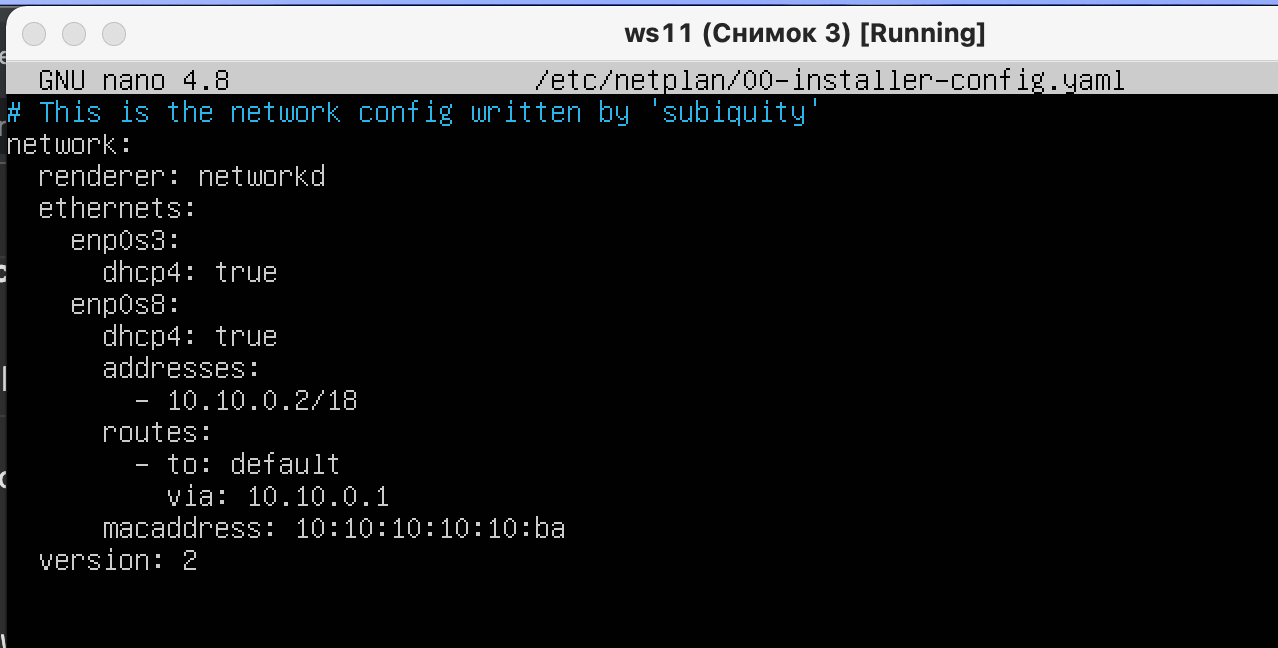 ws11 (Снимок 3) [Running]
GNU nano 4.8 /etc/netplan/00-installer-config.yaml
# This is the network config written by 'subiquity'
network:
  renderer: networkd
  ethernets:
    enp0s3:
      dhcp4: true
    enp0s8:
      dhcp4: true
      addresses:
        - 10.10.0.2/18
      routes:
        - to: default
          via: 10.10.0.1
      macaddress: 10:10:10:10:10:ba
  version: 2